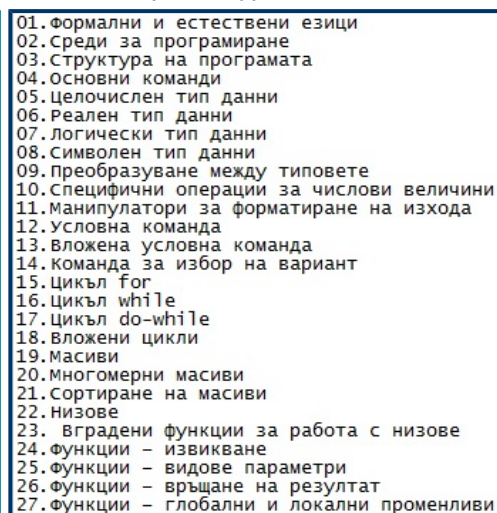 01.Формални и естествени езици
02.Среди за програмиране
03.Структура на програмата
04.Основни команди
05.Целочислен тип данни
06.Реален тип данни
07.Логически тип данни
08.Символен тип данни
09.Преобразуване между типовете
10.Специфични операции за числови величини
11.Манипулатори за форматиране на изхода
12.Условна команда
13.Вложена условна команда
14.Команда за избор на вариант
15.Цикъл for
16.Цикъл while
17.Цикъл do-while
18.Вложени цикли
19.Масиви
20.Многомерни масиви
21.Сортиране на масиви
22.Низове
23. Вградени функции за работа с низове
24.Функции – извикване
25.Функции – видове параметри
26.Функции – връщане на резултат
27.Функции – глобални и локални променливи